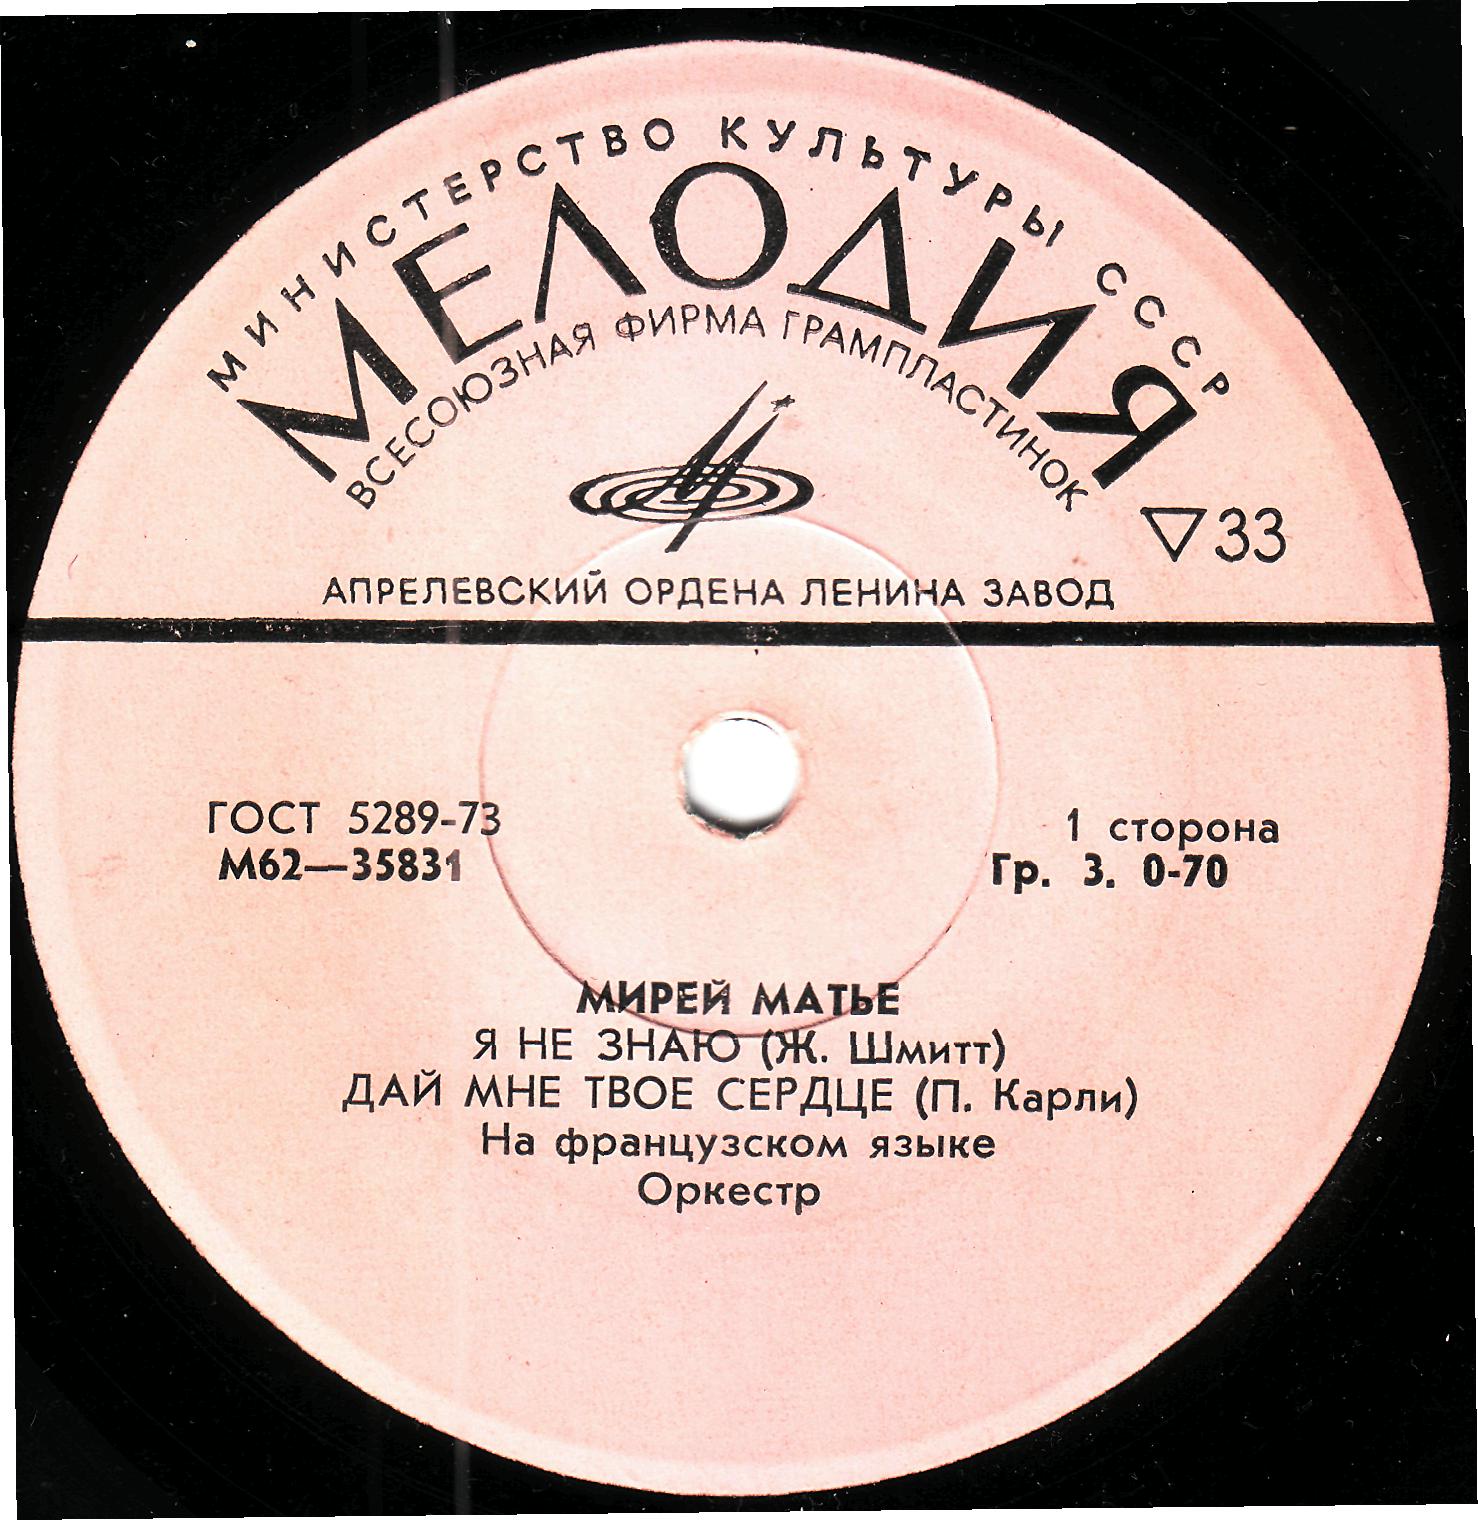 МИНИСТЕРСТВО КУЛЬТУРЫ СССР
МЕЛОДИЯ
ВСЕСОЮЗНАЯ ФИРМА ГРАМПЛАСТИНОК
▽33
АПРЕЛЕВСКИЙ ОРДЕНА ЛЕНИНА ЗАВОД
ГОСТ 5289-73
М62—35831
1 сторона
Гр. 3. 0-70
МИРЕЙ МАТЬЕ
Я НЕ ЗНАЮ (Ж. Шмитт)
ДАЙ МНЕ ТВОЕ СЕРДЦЕ (П. Карли)
На французском языке
Оркестр